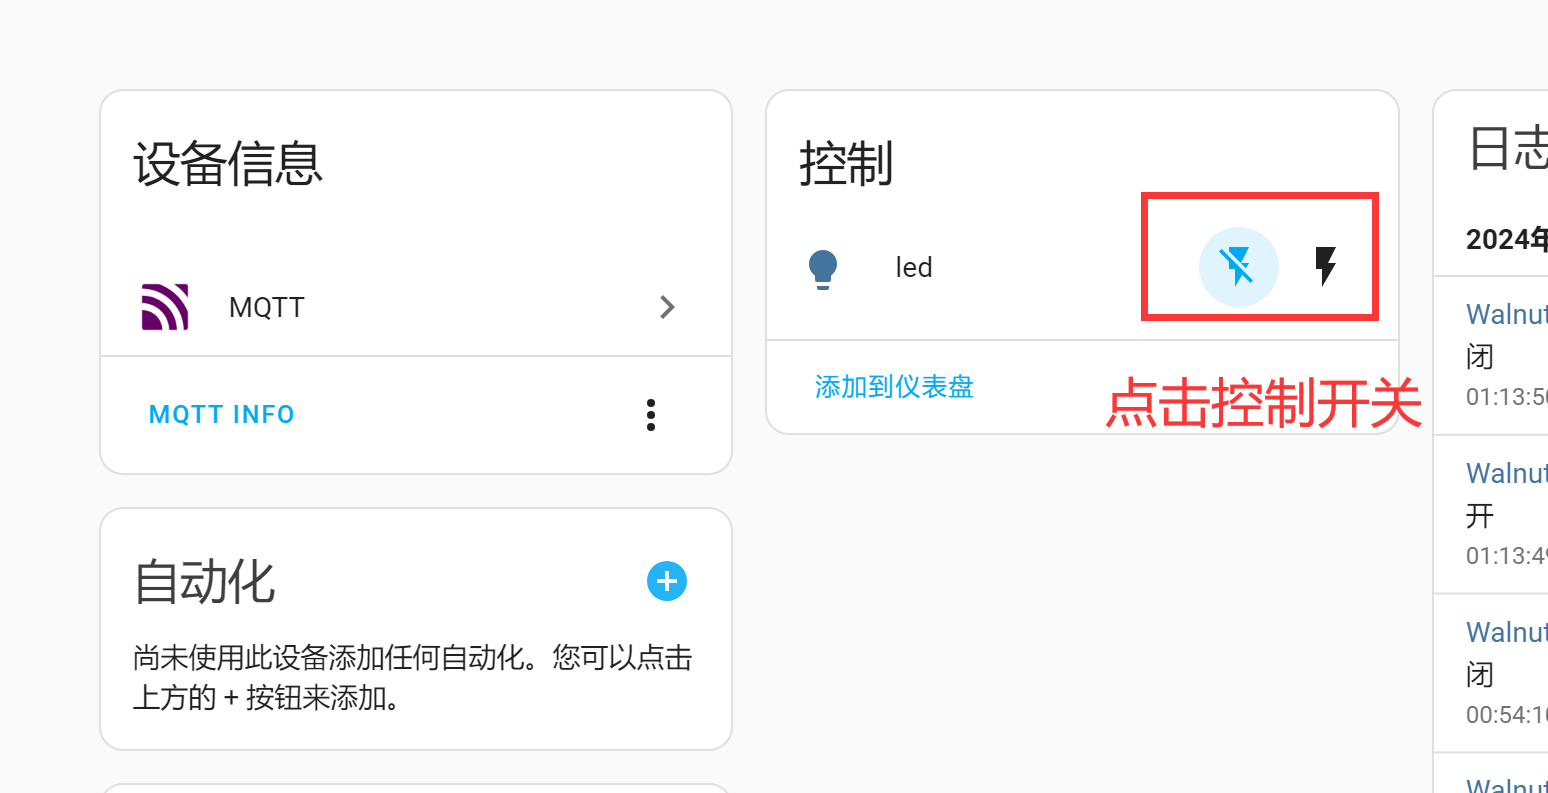 设备信息
MQTT
MQTT INFO
自动化
尚未使用此设备添加任何自动化。您可以点击
上方的 + 按钮来添加。
控制
led
添加到仪表盘
点击控制开关
日志
2024年
Walnut
闭
01:13:50
Walnut
开
01:13:49
Walnut
闭
00:54:10
Walnut